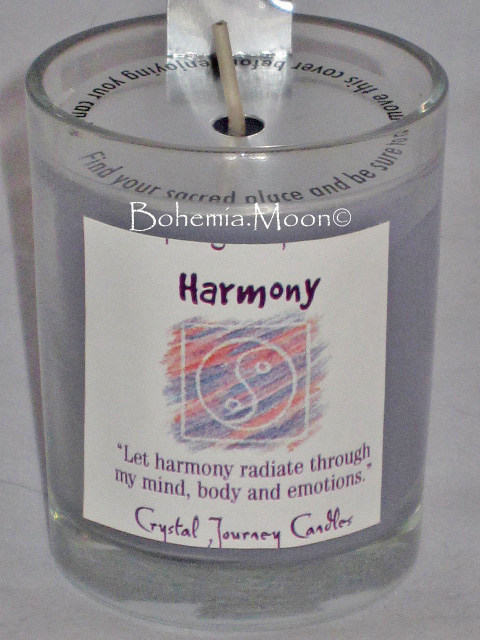 Find your sacred place and be sure to
move this cover before enjoying your can
Bohemia.Moon©
Harmony
“Let harmony radiate through
my mind, body and emotions.”
Crystal Journey Candles